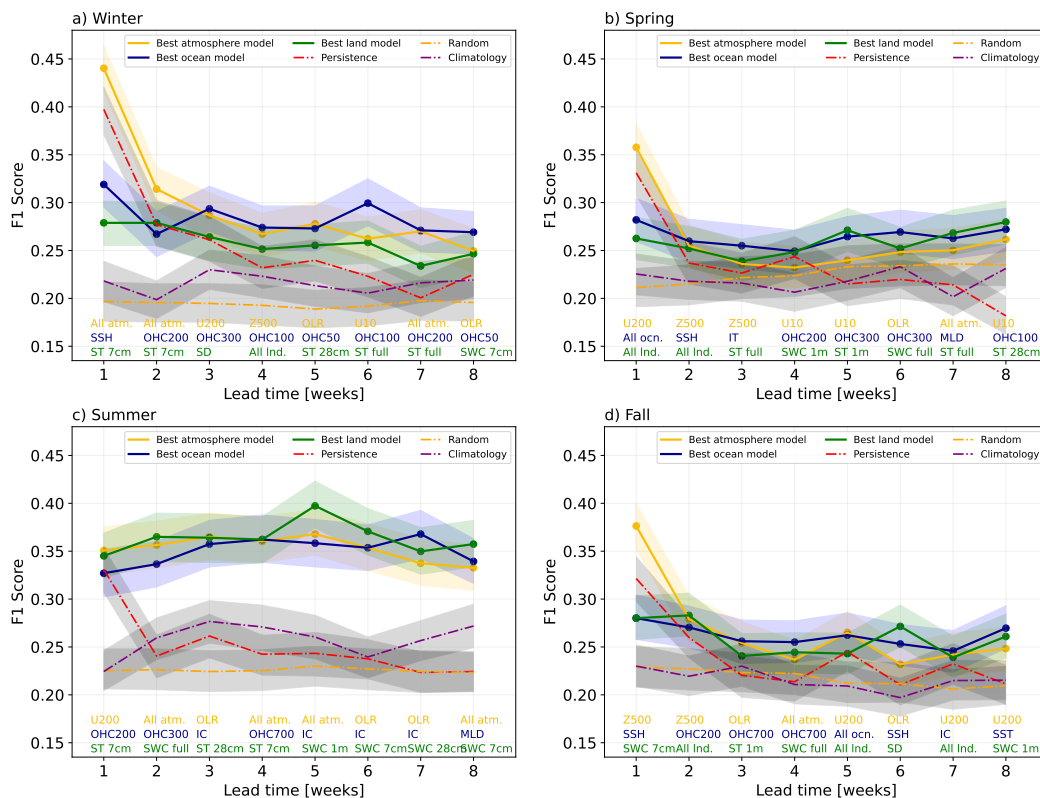 a) Winter
Best atmosphere model
Best ocean model
Best land model
Persistence
Random
Climatology
F1 Score
0.45
0.40
0.35
0.30
0.25
0.20
0.15
All atm. All atm. U200 Z500 OLR U10 All atm. OLR
SSH OHC200 OHC300 OHC100 OHC50 OHC100 OHC200 OHC50
ST 7cm ST 7cm SD All lnd. ST 28cm ST full ST full SWC 7cm
1 2 3 4 5 6 7 8
Lead time [weeks]
b) Spring
Best atmosphere model
Best ocean model
Best land model
Persistence
Random
Climatology
F1 Score
0.45
0.40
0.35
0.30
0.25
0.20
0.15
U200 Z500 Z500 U10 U10 OLR All atm. U10
All ocn. SSH IT OHC200 OHC300 OHC300 MLD OHC100
All lnd. All lnd. ST full SWC 1m ST 1m SWC full ST full ST 28cm
1 2 3 4 5 6 7 8
Lead time [weeks]
c) Summer
Best atmosphere model
Best ocean model
Best land model
Persistence
Random
Climatology
F1 Score
0.45
0.40
0.35
0.30
0.25
0.20
0.15
U200 All atm. OLR All atm. All atm. OLR OLR All atm.
OHC200 OHC300 IC OHC700 IC IC IC MLD
ST 7cm SWC full ST 28cm ST 7cm SWC 1m SWC 7cm SWC 28cm SWC 7cm
1 2 3 4 5 6 7 8
Lead time [weeks]
d) Fall
Best atmosphere model
Best ocean model
Best land model
Persistence
Random
Climatology
F1 Score
0.45
0.40
0.35
0.30
0.25
0.20
0.15
Z500 Z500 OLR All atm. U200 OLR U200 U200
SSH OHC200 OHC700 OHC700 All ocn. SSH IC SST
SWC 7cm All lnd. ST 1m SWC full All lnd. SD All lnd. SWC 1m
1 2 3 4 5 6 7 8
Lead time [weeks]